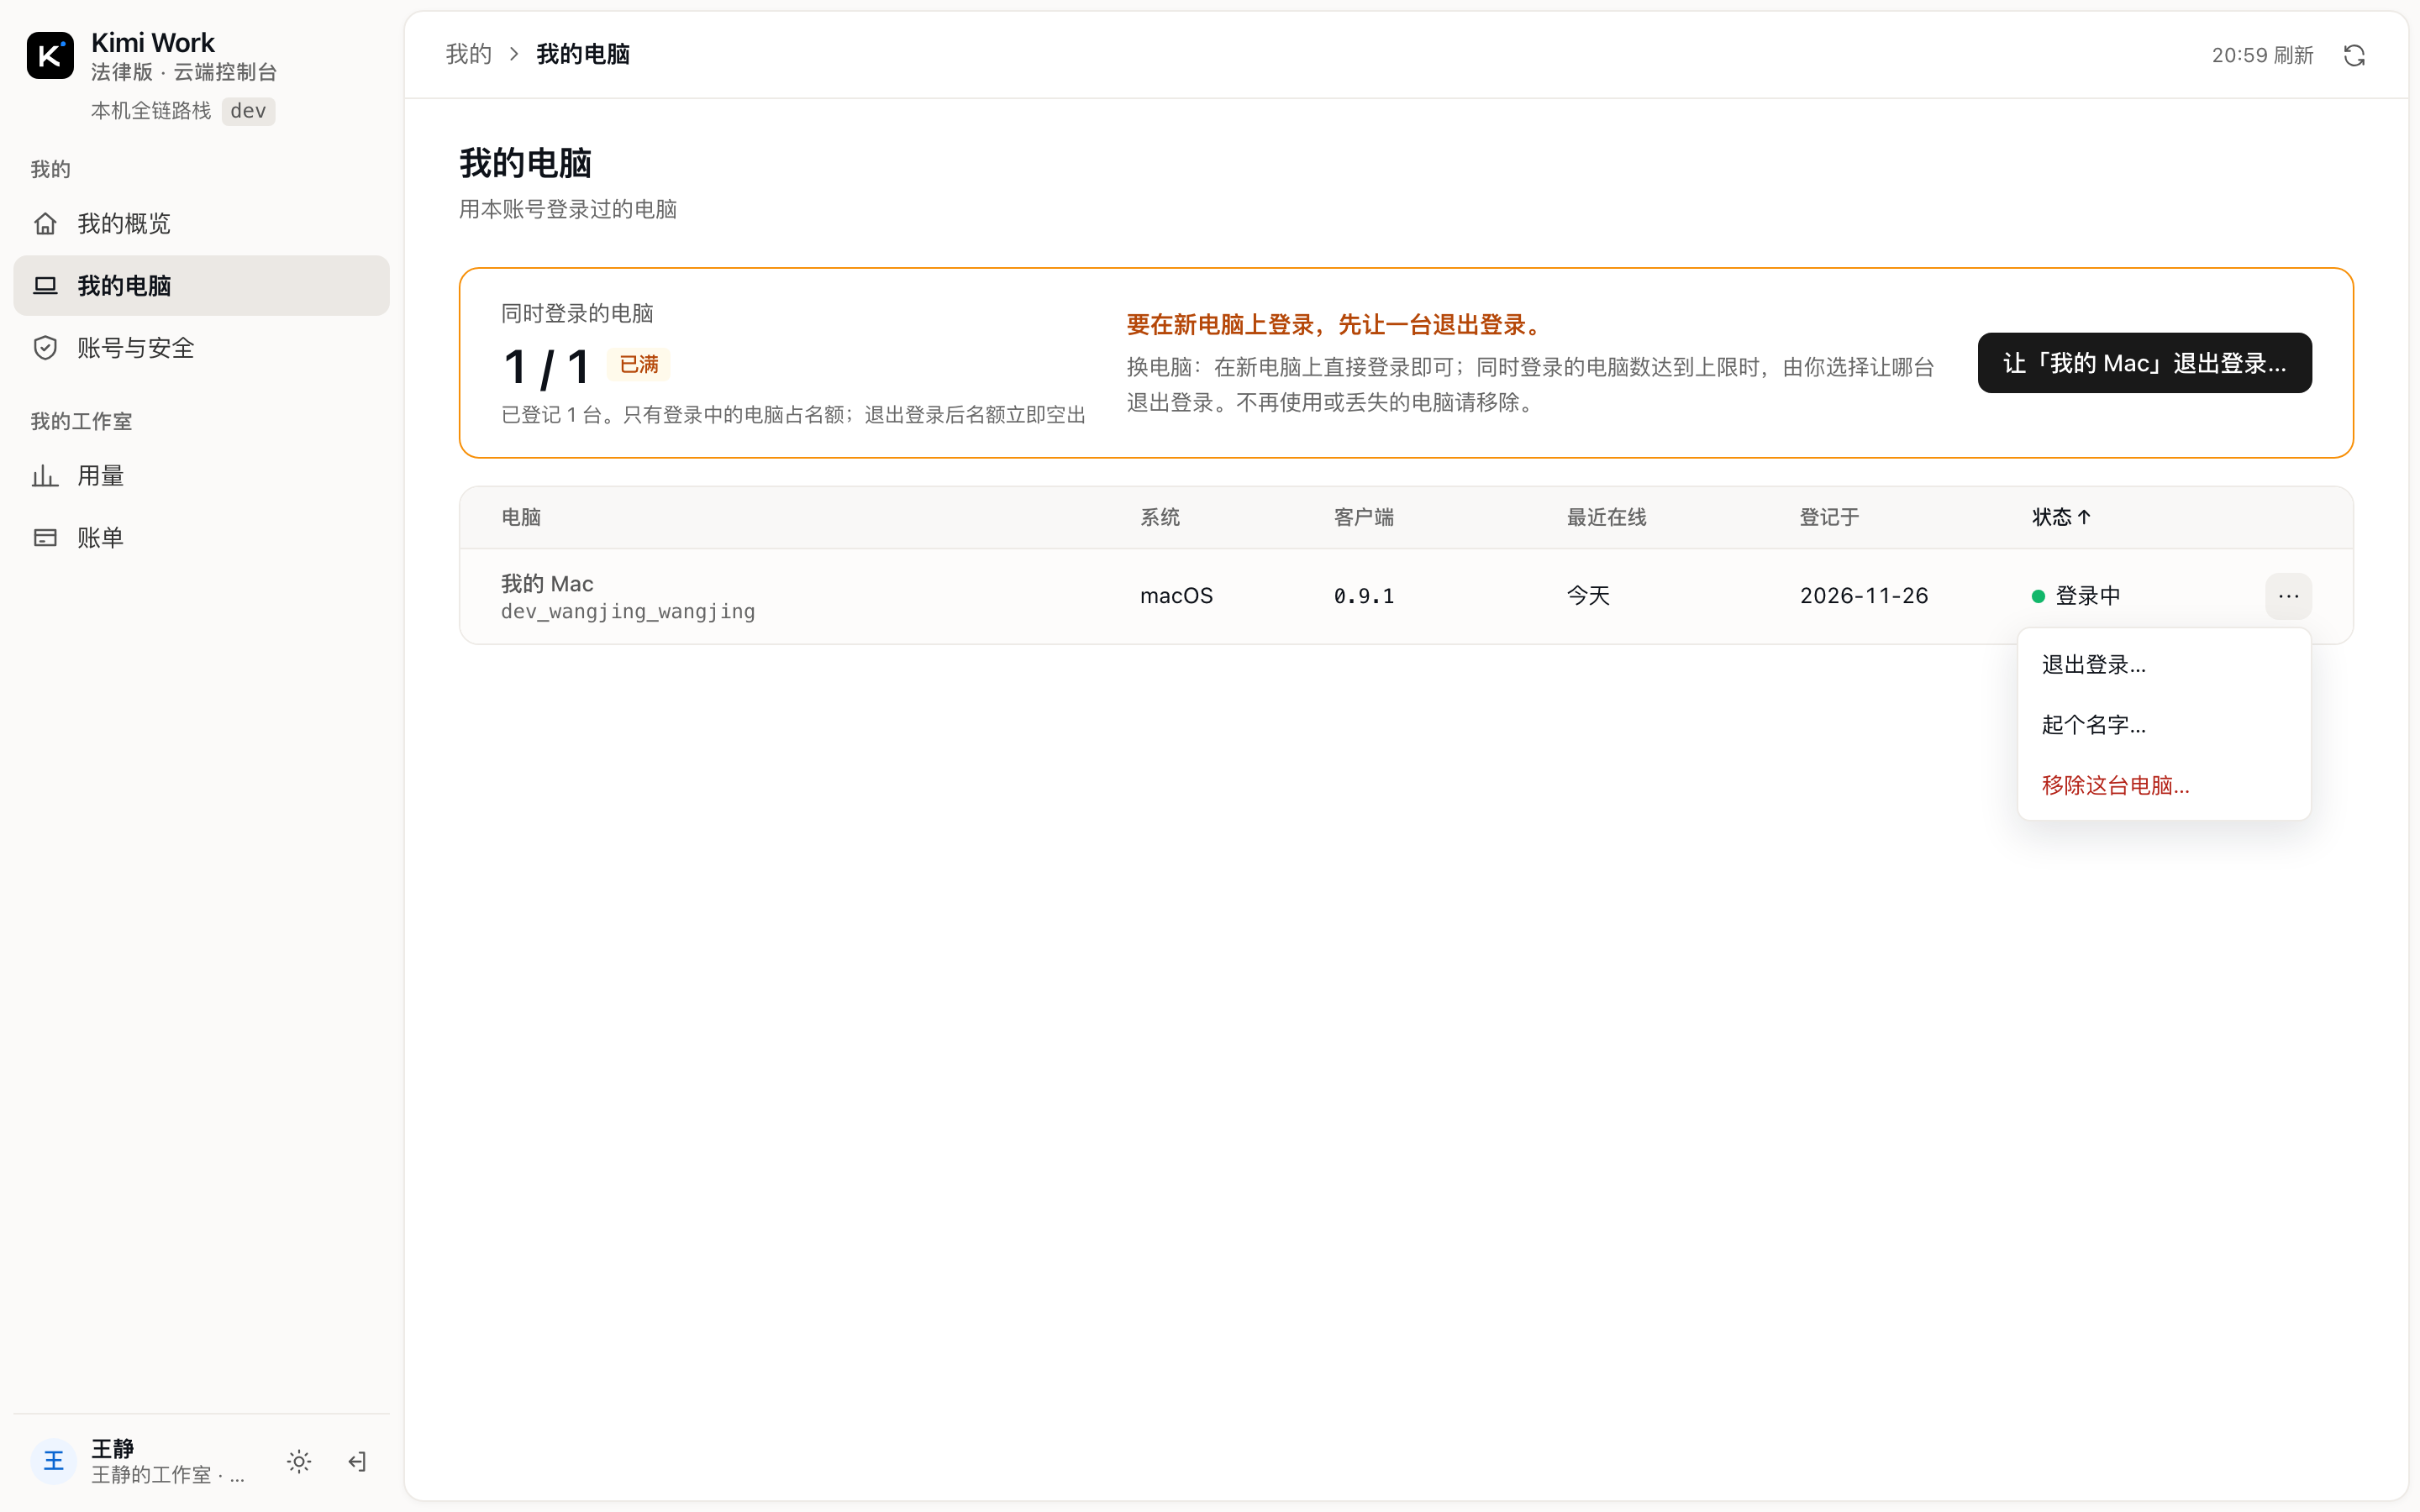 Kimi Work
法律版 · 云端控制台
本机全链路栈 dev
我的
我的概览
我的电脑
账号与安全
我的工作室
用量
账单
王
王静
王静的工作室 · ...
我的 > 我的电脑
20:59 刷新
我的电脑
用本账号登录过的电脑
同时登录的电脑
1 / 1 已满
已登记 1 台。只有登录中的电脑占名额；退出登录后名额立即空出
要在新电脑上登录，先让一台退出登录。
换电脑：在新电脑上直接登录即可；同时登录的电脑数达到上限时，由你选择让哪台
退出登录。不再使用或丢失的电脑请移除。
让「我的 Mac」退出登录...
电脑 系统 客户端 最近在线 登记于 状态 ↑
我的 Mac
dev_wangjing_wangjing
macOS 0.9.1 今天 2026-11-26 登录中 ···
退出登录...
起个名字...
移除这台电脑...